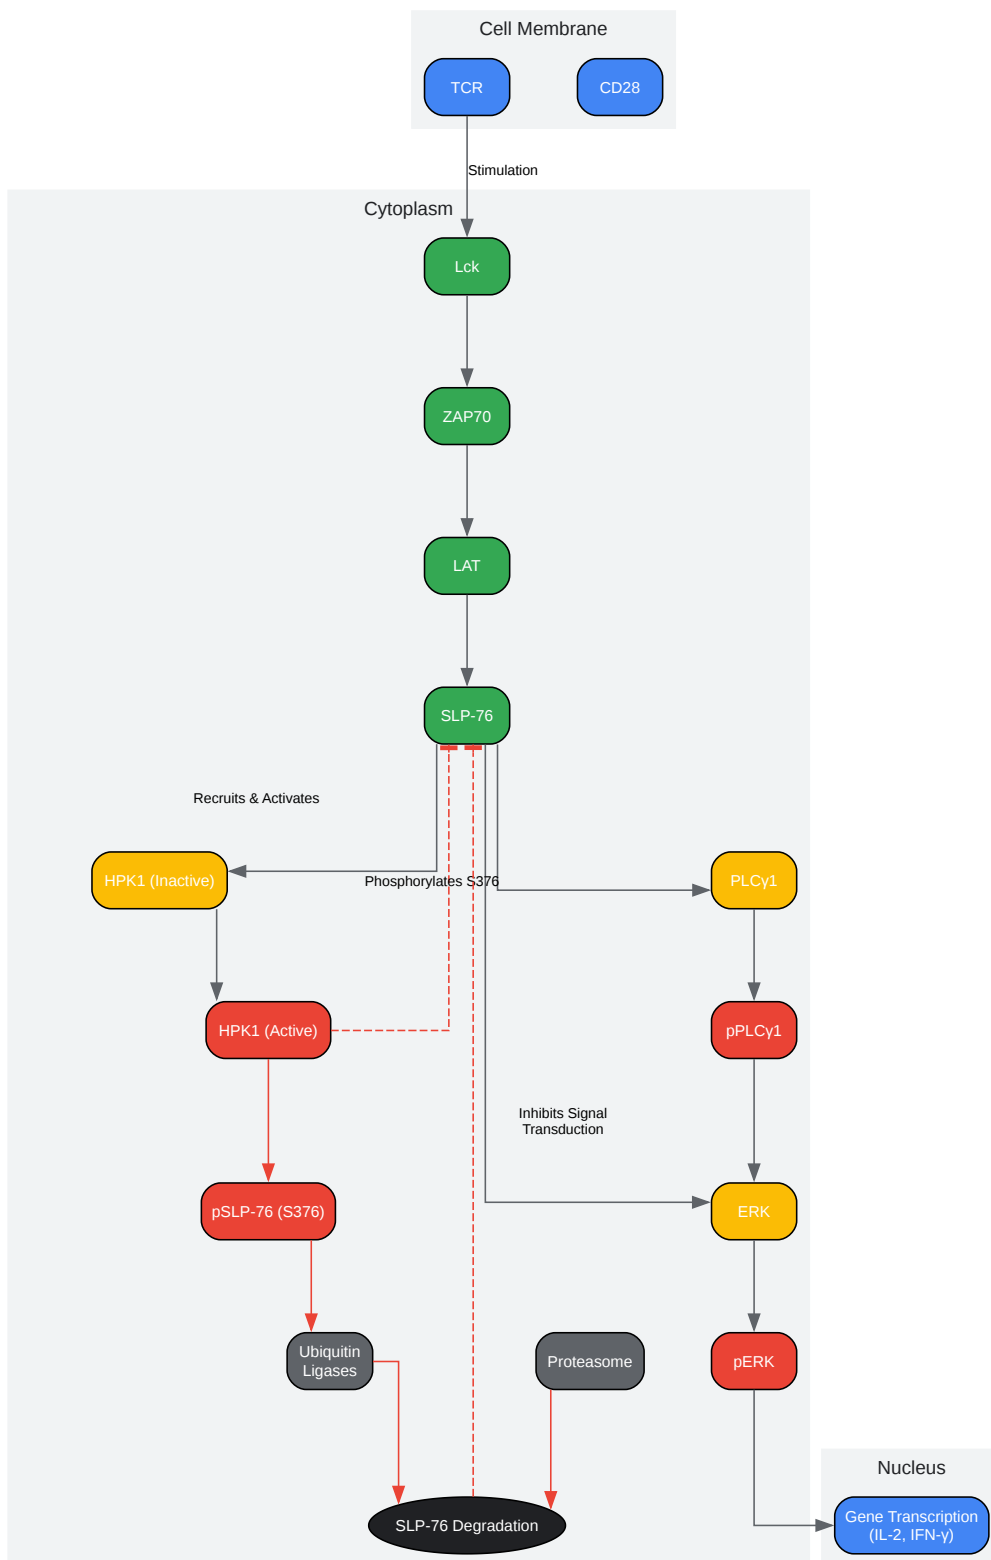 Cell Membrane
TCR
CD28
Stimulation
Cytoplasm
Lck
ZAP70
LAT
SLP-76
Recruits & Activates
HPK1 (Inactive)
Phosphorylates S376
PLCγ1
HPK1 (Active)
pPLCγ1
Inhibits Signal
Transduction
pSLP-76 (S376)
ERK
Ubiquitin
Ligases
Proteasome
pERK
Nucleus
Gene Transcription
(IL-2, IFN-γ)
SLP-76 Degradation